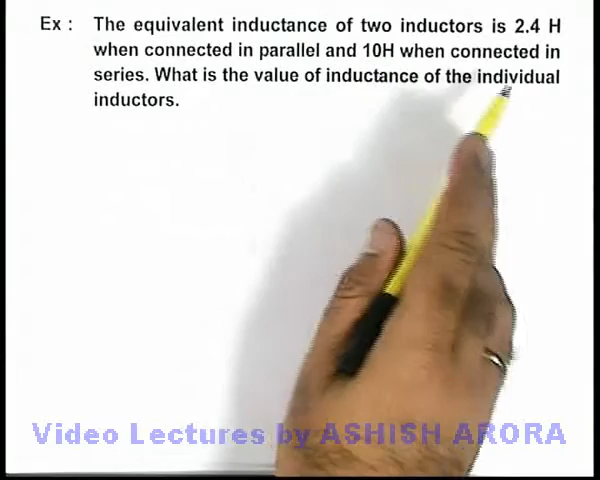 Ex : The equivalent inductance of two inductors is 2.4 H
when connected in parallel and 10H when connected in
series. What is the value of inductance of the individual
inductors.
Video Lectures by ASHISH ARORA